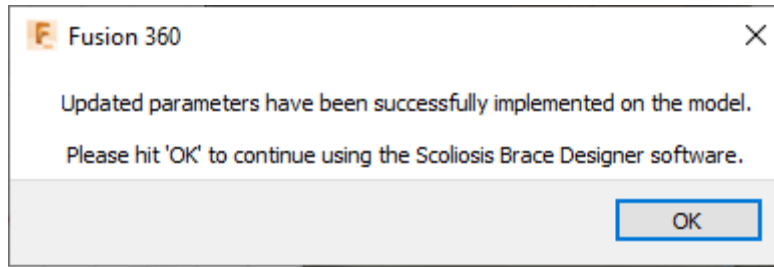 Fusion 360
Updated parameters have been successfully implemented on the model.
Please hit 'OK' to continue using the Scoliosis Brace Designer software.
OK